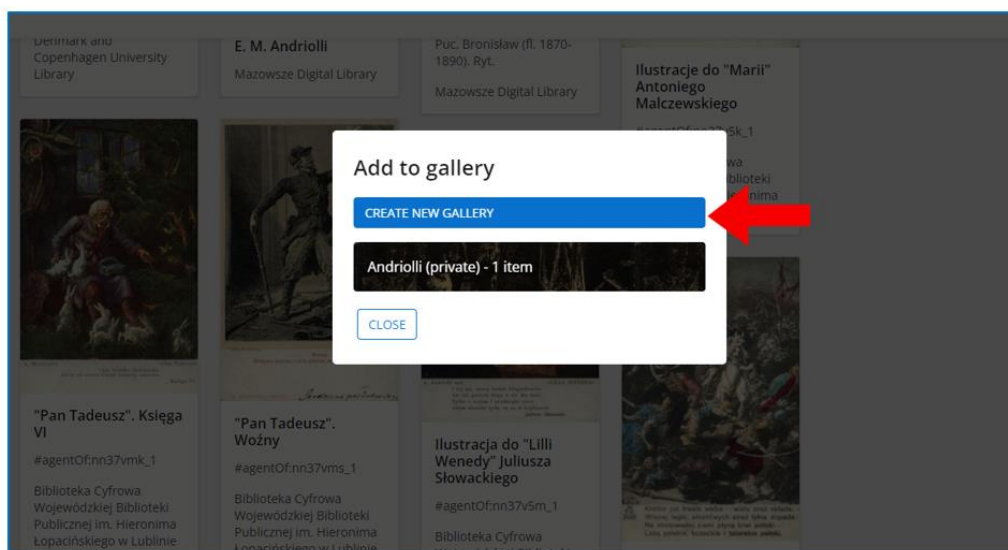 Denmark and
Copenhagen University
Library
E. M. Andriolli
Mazowsze Digital Library
Puc, Bronisław (fl. 1870-
1890). Ryt.
Mazowsze Digital Library
Ilustracje do "Marii"
Antoniego
Malczewskiego
Add to gallery
CREATE NEW GALLERY
Andriolli (private) - 1 item
CLOSE
"Pan Tadeusz". Księga
VI
#agentOf:nn37vmk_1
Biblioteka Cyfrowa
Wojewódzkiej Biblioteki
Publicznej im. Hieronima
Łopacińskiego w Lublinie
"Pan Tadeusz".
Woźny
#agentOf:nn37vms_1
Biblioteka Cyfrowa
Wojewódzkiej Biblioteki
Publicznej im. Hieronima
Łopacińskiego w Lublinie
Ilustracja do "Lilli
Wenedy" Juliusza
Słowackiego
#agentOf:nn37v5m_1
Biblioteka Cyfrowa